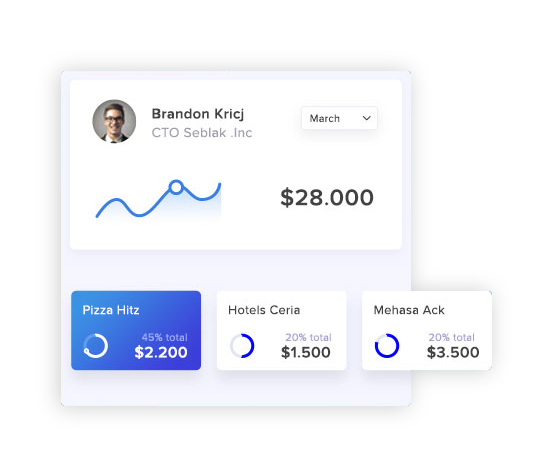 Brandon Kricj
CTO Seblak .Inc
March
$28.000
Pizza Hitz
45% total
$2.200
Hotels Ceria
20% total
$1.500
Mehasa Ack
20% total
$3.500